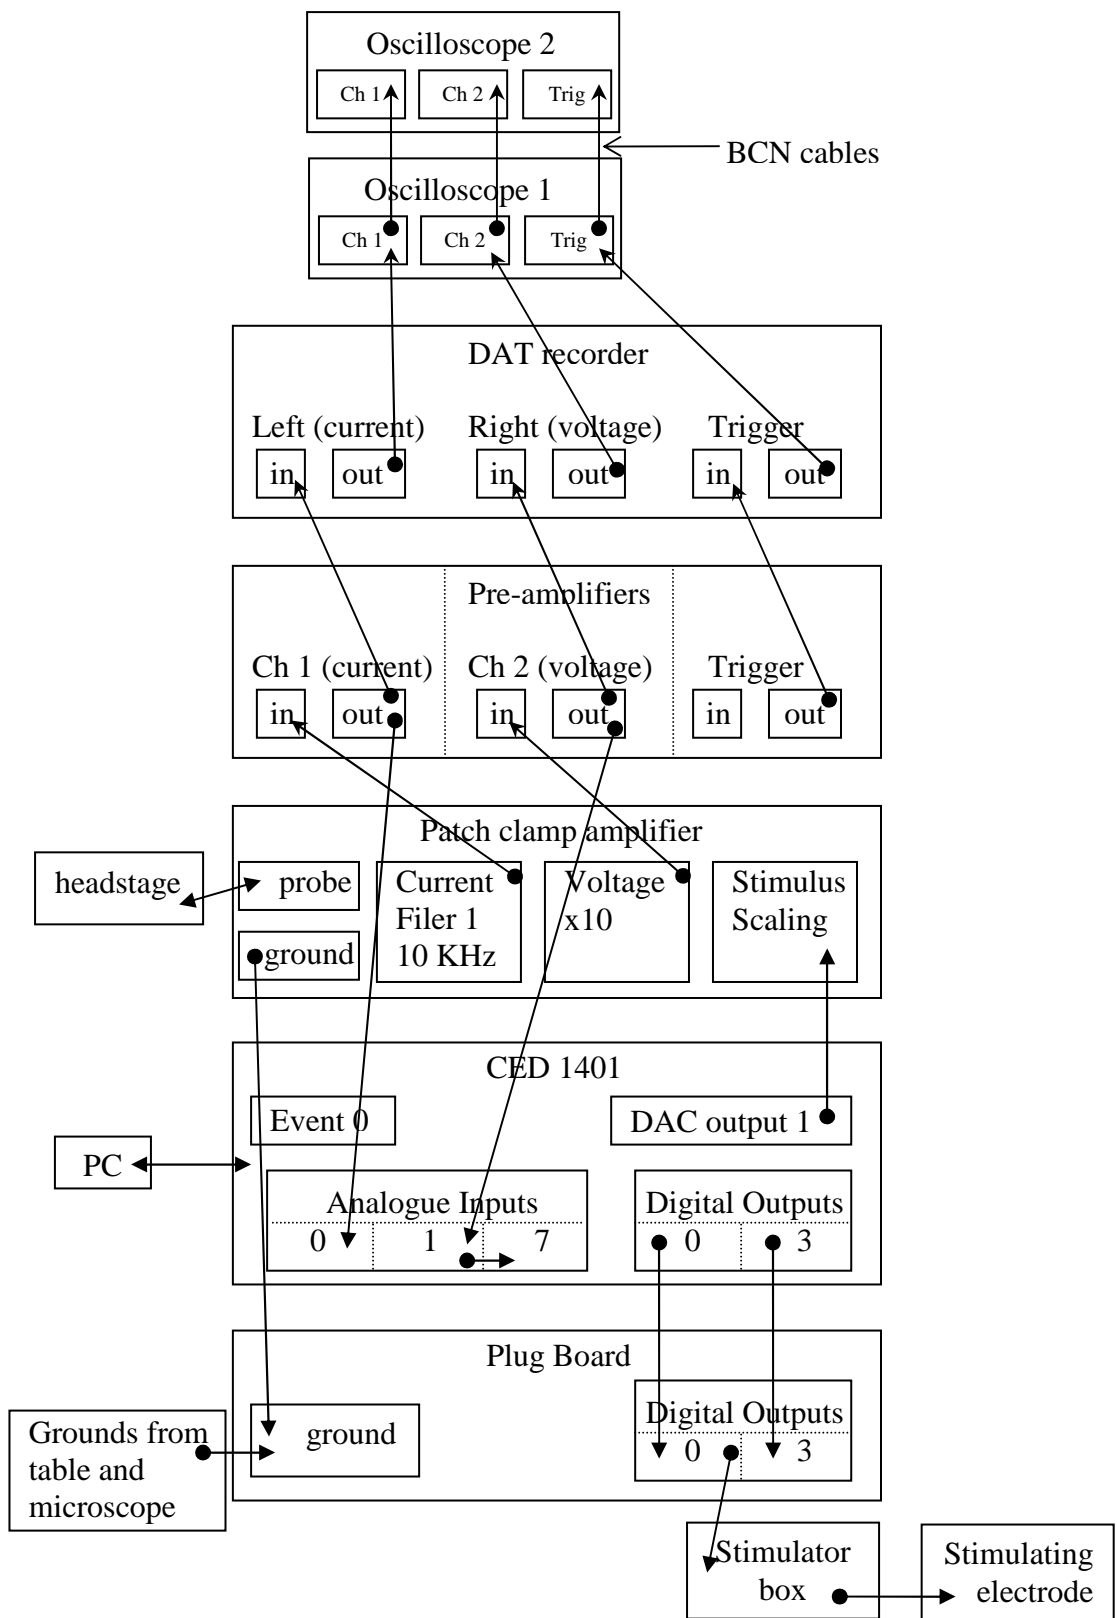 Oscilloscope 2
Ch 1 Ch 2 Trig
BCN cables
Oscilloscope 1
Ch 1 Ch 2 Trig
DAT recorder
Left (current) Right (voltage) Trigger
in out in out in out
Pre-amplifiers
Ch 1 (current) Ch 2 (voltage) Trigger
in out in out in out
Patch clamp amplifier
headstage
probe
ground
Current
Filer 1
10 KHz
Voltage
x10
Stimulus
Scaling
CED 1401
Event 0
DAC output 1
PC
Analogue Inputs
0 1 7
Digital Outputs
0 3
Plug Board
Grounds from
table and
microscope
ground
Digital Outputs
0 3
Stimulator
box
Stimulating
electrode